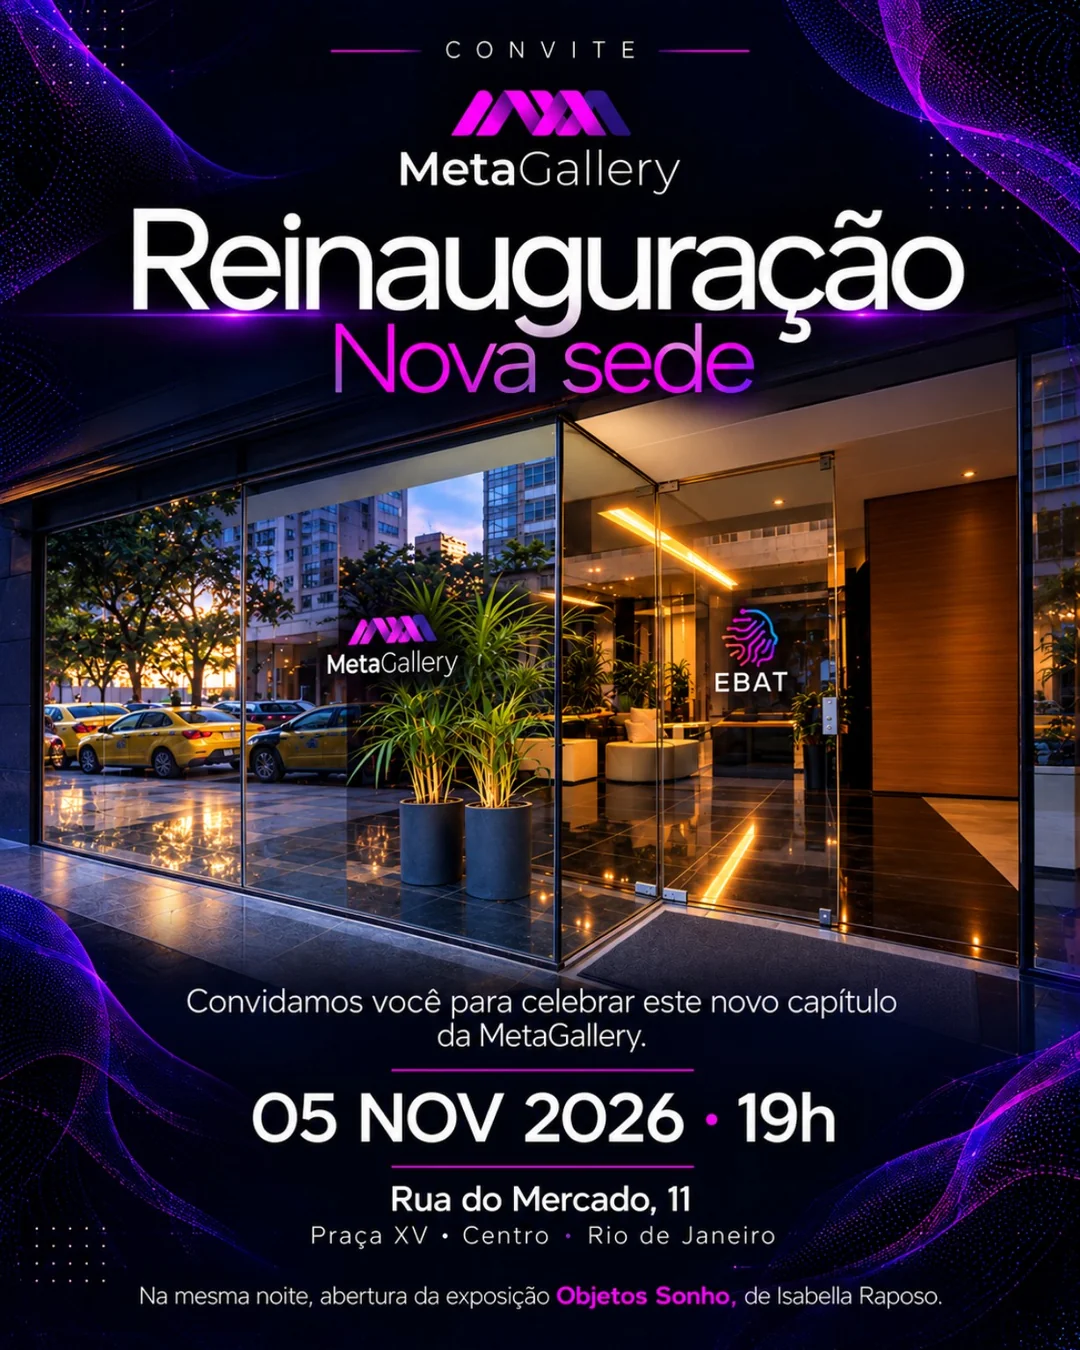 CONVITE
MetaGallery
Reinauguração
Nova sede
MetaGallery
EBAT
Convidamos você para celebrar este novo capítulo
da MetaGallery.
05 NOV 2026 • 19h
Rua do Mercado, 11
Praça XV • Centro • Rio de Janeiro
Na mesma noite, abertura da exposição Objetos Sonho, de Isabella Raposo.